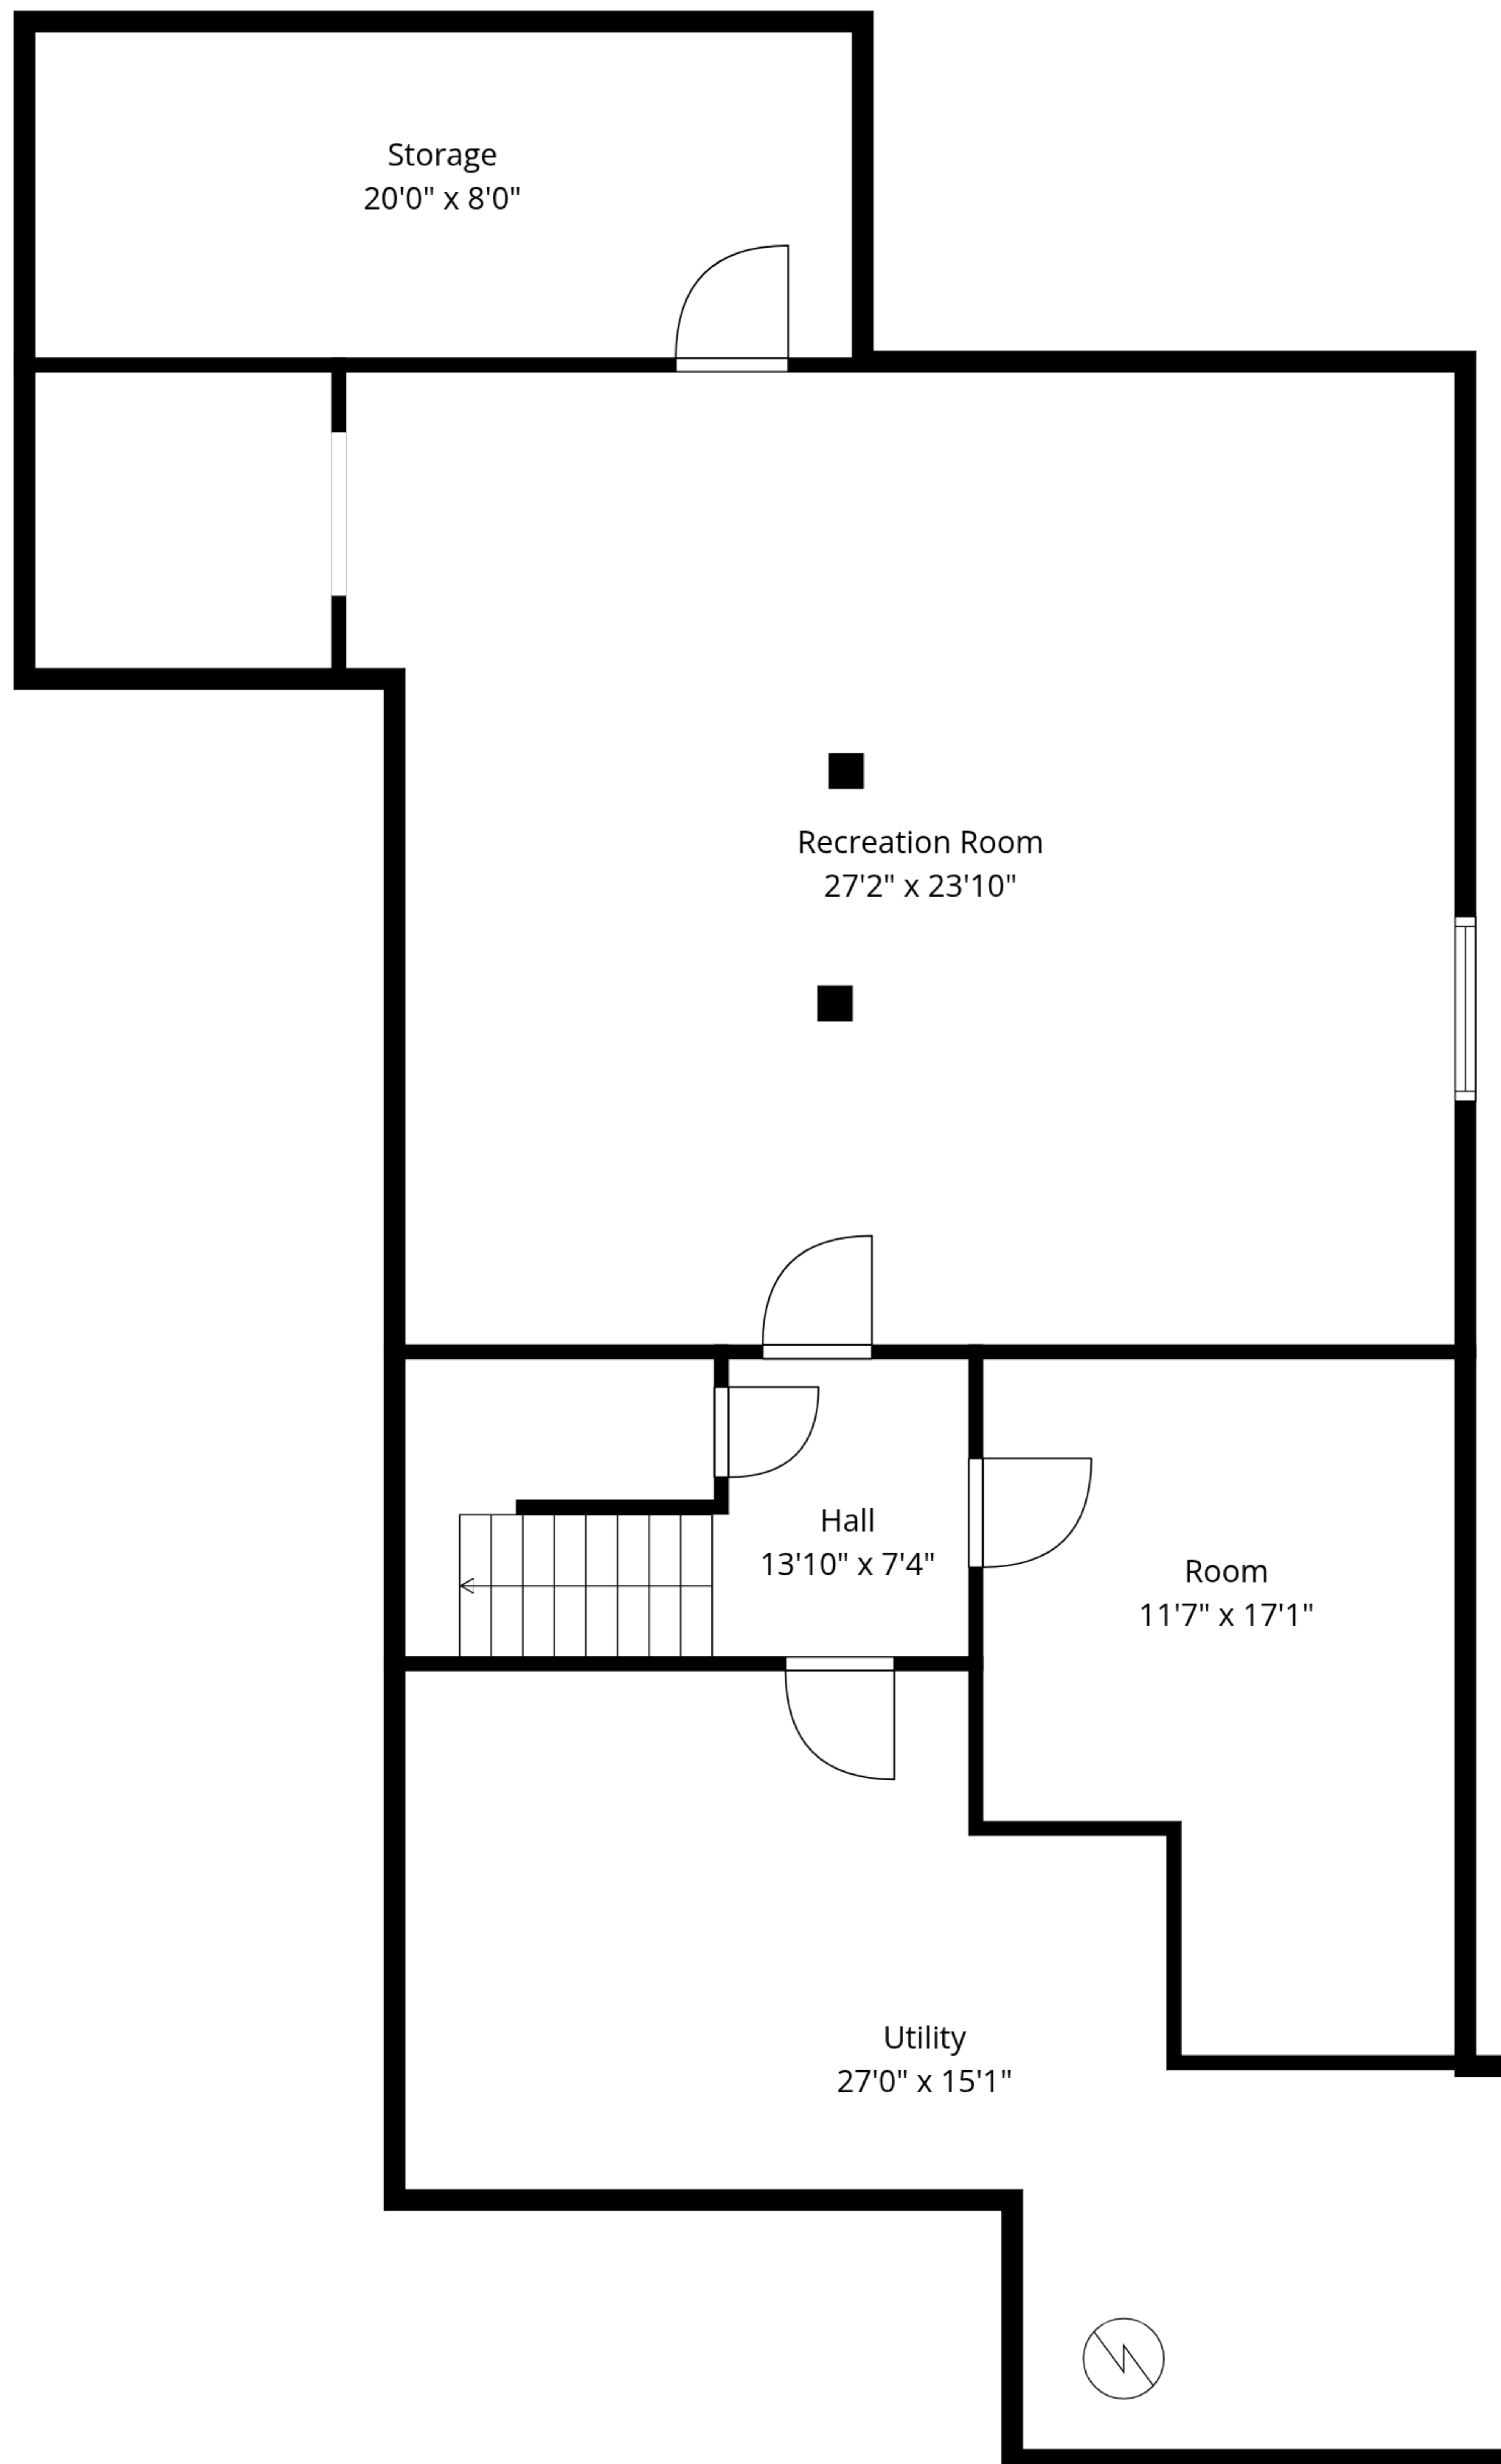 Storage
20'0" x 8'0"
Recreation Room
27'2" x 23'10"
Hall
13'10" x 7'4"
Room
11'7" x 17'1"
Utility
27'0" x 15'1"